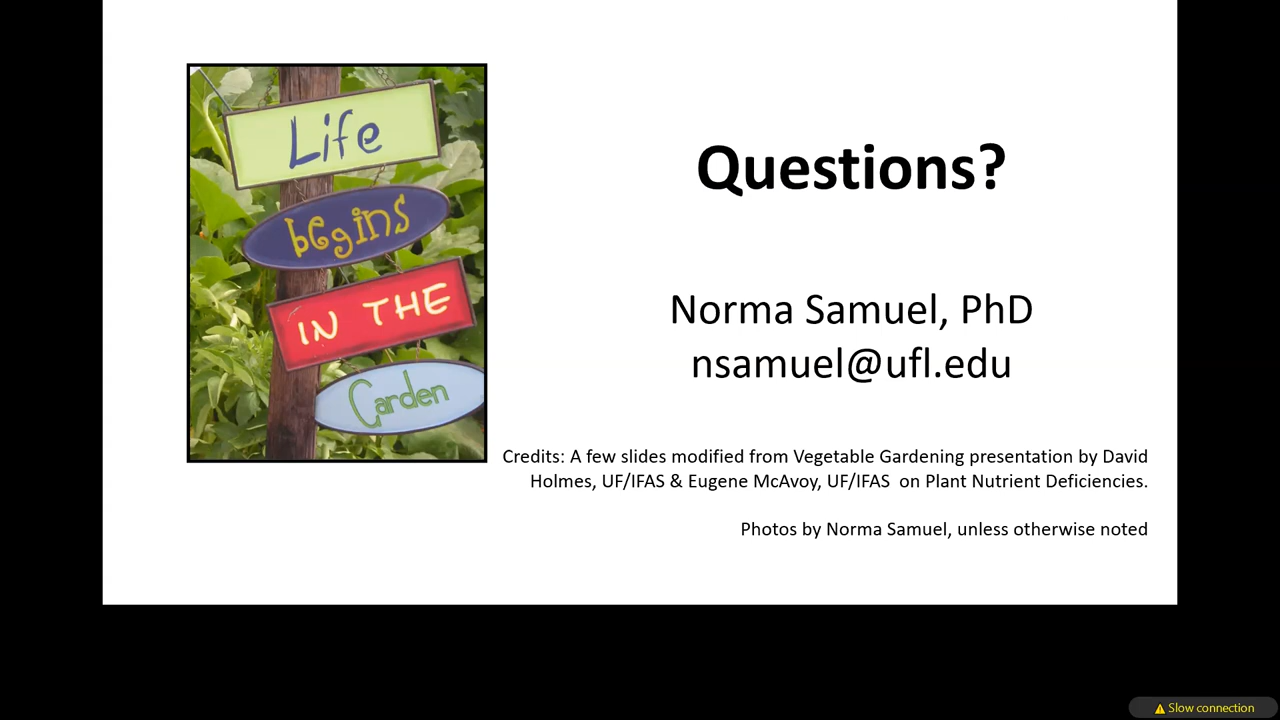 Life
begins
IN THE
Garden
Questions?
Norma Samuel, PhD
nsamuel@ufl.edu
Credits: A few slides modified from Vegetable Gardening presentation by David
Holmes, UF/IFAS & Eugene McAvoy, UF/IFAS  on Plant Nutrient Deficiencies.
Photos by Norma Samuel, unless otherwise noted
Slow connection